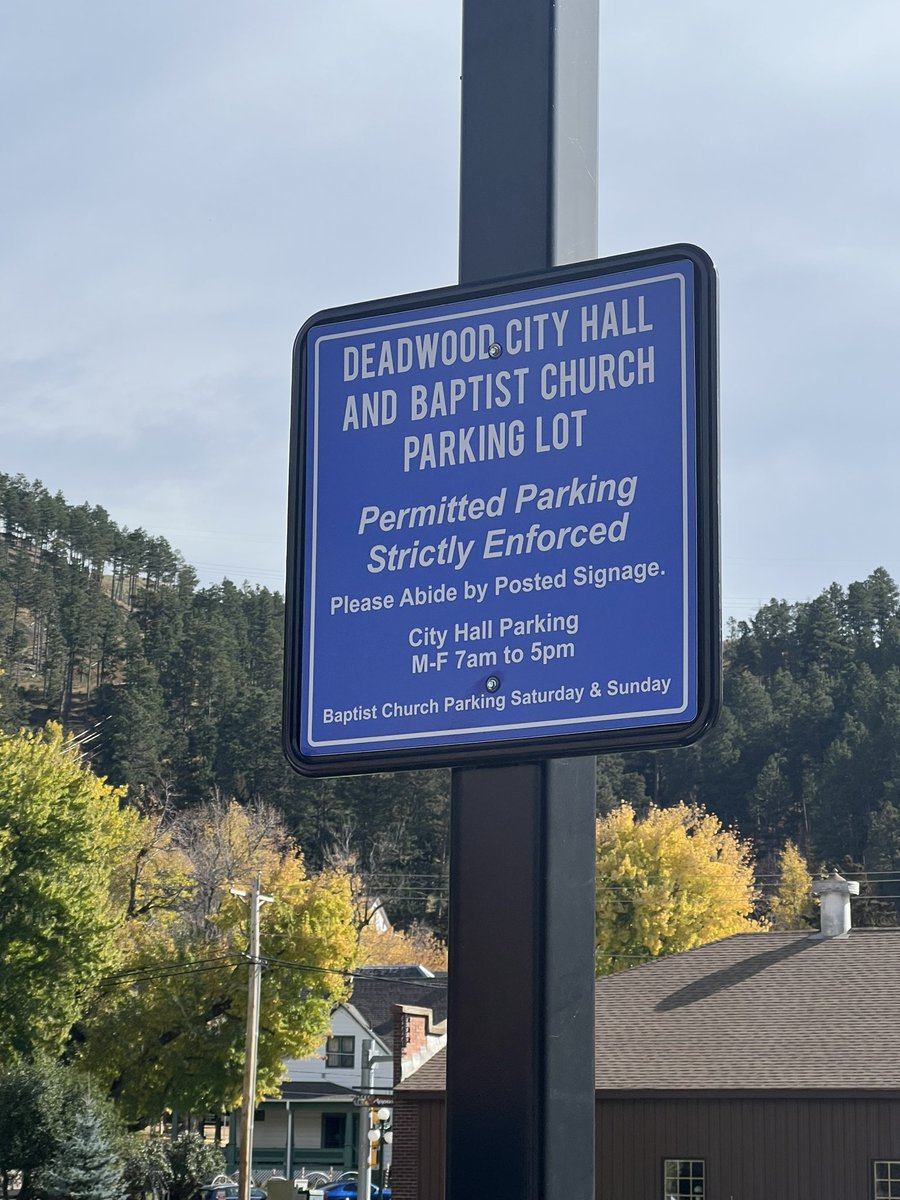 DEADWOOD CITY HALL
AND BAPTIST CHURCH
PARKING LOT
Permitted Parking
Strictly Enforced
Please Abide by Posted Signage.
City Hall Parking
M-F 7am to 5pm
Baptist Church Parking Saturday & Sunday